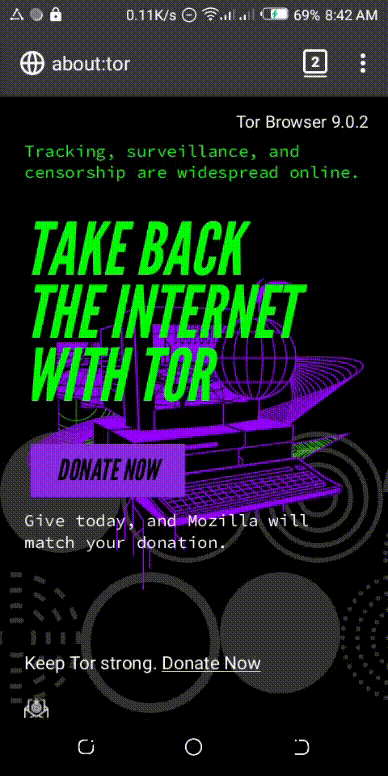 0.11K/s 69% 8:42 AM
about:tor 2
Tor Browser 9.0.2
Tracking, surveillance, and
censorship are widespread online.
TAKE BACK
THE INTERNET
WITH TOR
DONATE NOW
Give today, and Mozilla will
match your donation.
Keep Tor strong. Donate Now